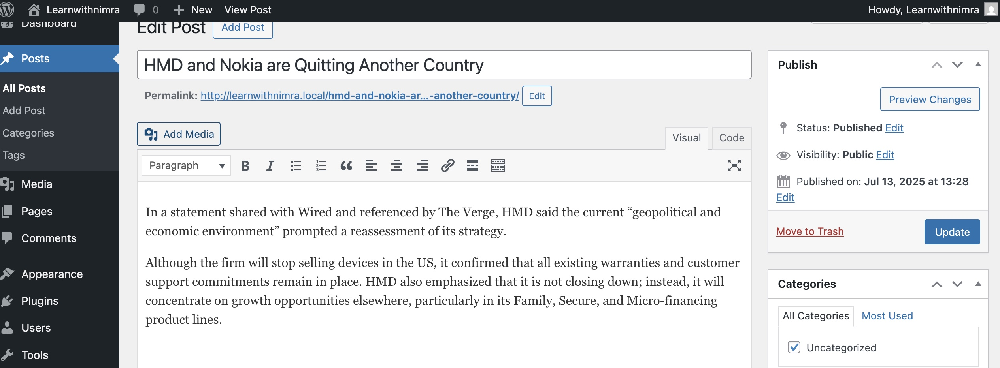 Learnwithnimra
0
New
View Post
Howdy, Learnwithnimra
Dashboard
Posts
All Posts
Add Post
Categories
Tags
Media
Pages
Comments
Appearance
Plugins
Users
Tools
Edit Post
Add Post
HMD and Nokia are Quitting Another Country
Permalink: http://learnwithnimra.local/hmd-and-nokia-ar...-another-country/ Edit
Add Media
Visual
Code
Paragraph
In a statement shared with Wired and referenced by The Verge, HMD said the current “geopolitical and
economic environment” prompted a reassessment of its strategy.
Although the firm will stop selling devices in the US, it confirmed that all existing warranties and customer
support commitments remain in place. HMD also emphasized that it is not closing down; instead, it will
concentrate on growth opportunities elsewhere, particularly in its Family, Secure, and Micro-financing
product lines.
Publish
Preview Changes
Status: Published Edit
Visibility: Public Edit
Published on: Jul 13, 2025 at 13:28
Edit
Move to Trash
Update
Categories
All Categories
Most Used
Uncategorized